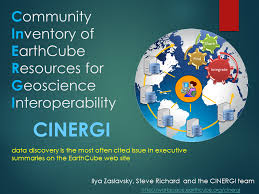 Community
Inventory of
EarthCube
Resources for
Geoscience
Interoperability
CINERGI
data discovery is the most often cited issue in executive
summaries on the EarthCube web site
Ilya Zaslavsky, Steve Richard and the CINERGI team